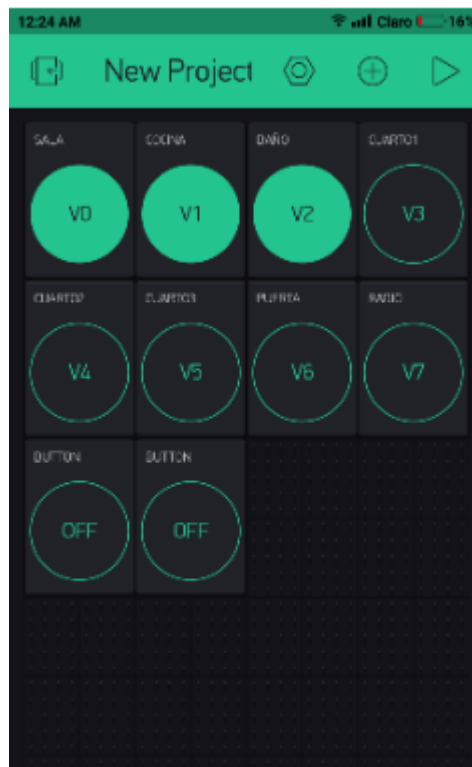 12:24 AM Claro 16%
New Project
SALA COCINA BAÑO CUARTO1
V0 V1 V2 V3
CUARTO2 CUARTO3 PUERTA RADIO
V4 V5 V6 V7
BUTTON BUTTON
OFF OFF